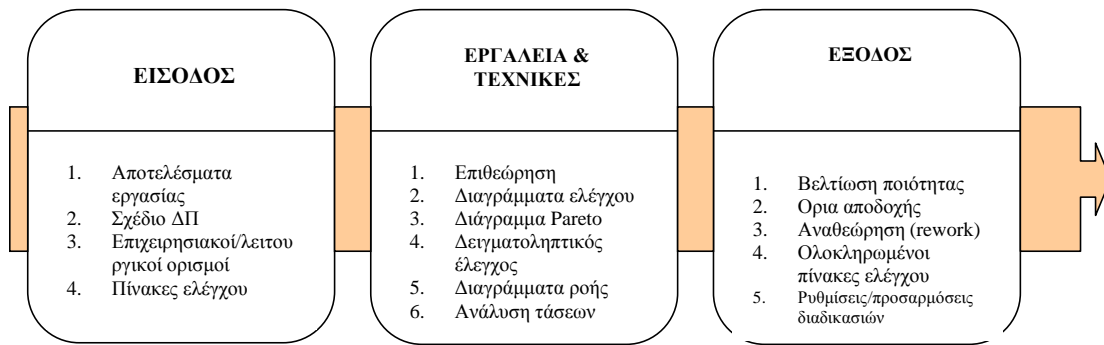 ΕΙΣΟΔΟΣ
1. Αποτελέσματα
εργασίας
2. Σχέδιο ΔΠ
3. Επιχειρησιακοί/λειτου
ργικοί ορισμοί
4. Πίνακες ελέγχου
ΕΡΓΑΛΕΙΑ &
ΤΕΧΝΙΚΕΣ
1. Επιθεώρηση
2. Διαγράμματα ελέγχου
3. Διάγραμμα Pareto
4. Δειγματοληπτικός
έλεγχος
5. Διαγράμματα ροής
6. Ανάλυση τάσεων
ΕΞΟΔΟΣ
1. Βελτίωση ποιότητας
2. Ορια αποδοχής
3. Αναθεώρηση (rework)
4. Ολοκληρωμένοι
πίνακες ελέγχου
5. Ρυθμίσεις/προσαρμόσεις
διαδικασιών